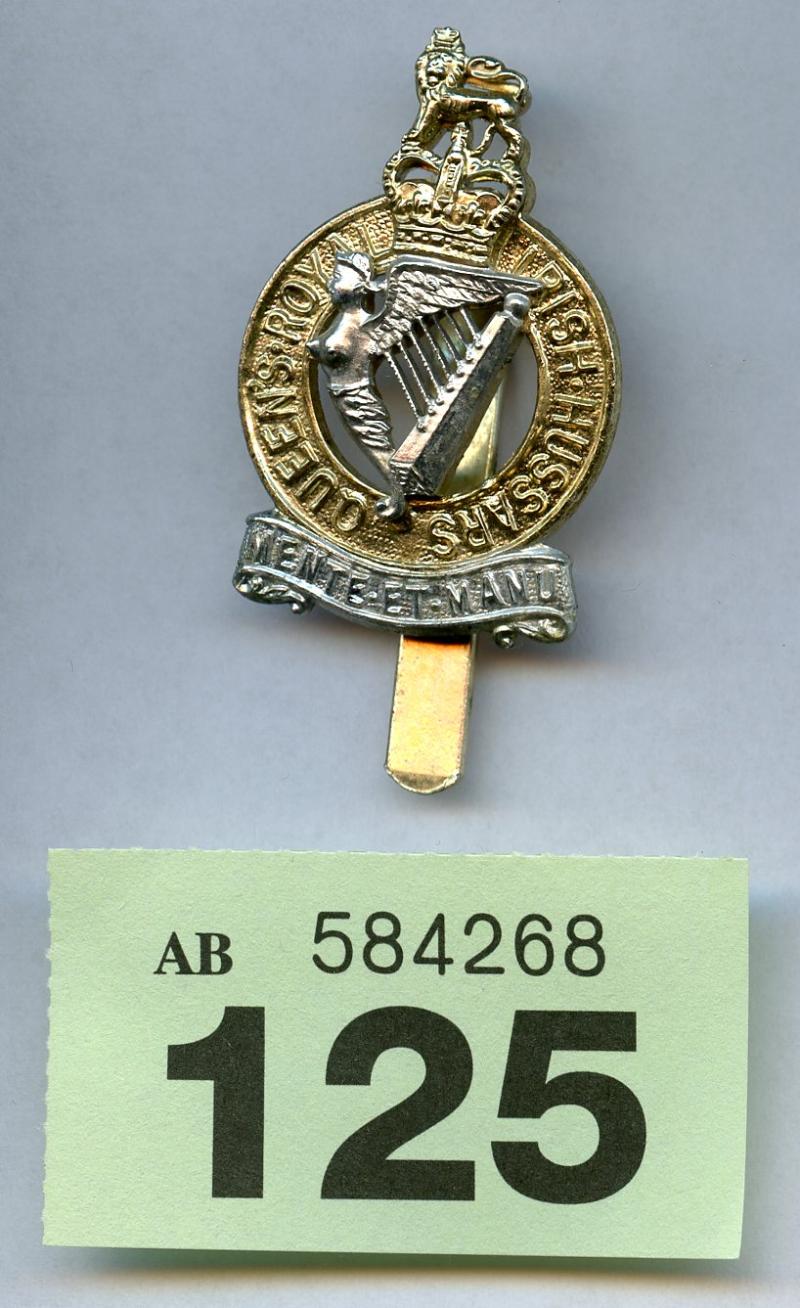 QUEEN'S·ROYAL IRISH·HUSSARS
MENTE·ET·MANU
AB 584268
125